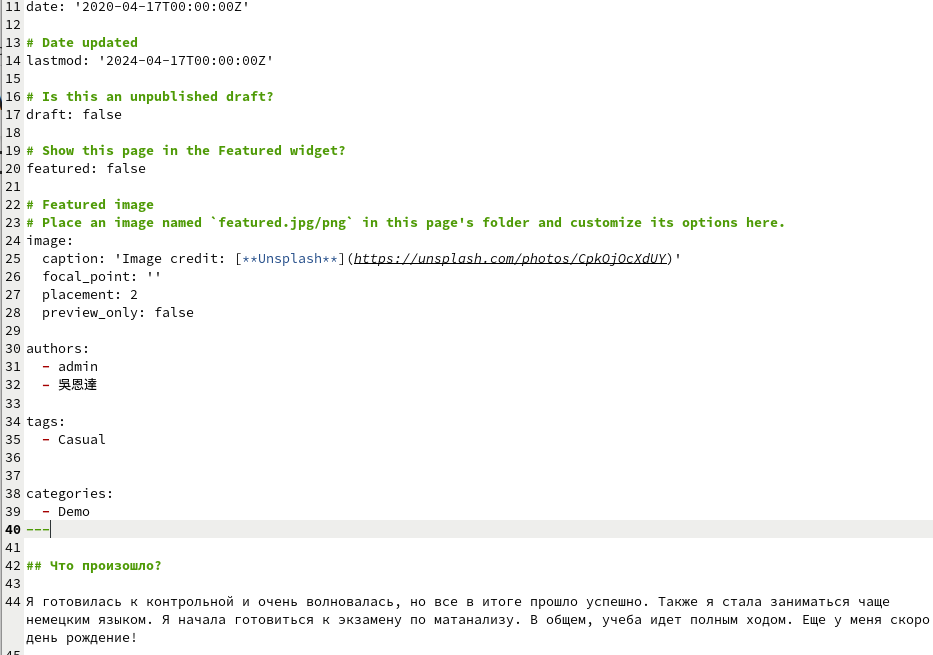 11 date: '2020-04-17T00:00:00Z'
12
13 # Date updated
14 lastmod: '2024-04-17T00:00:00Z'
15
16 # Is this an unpublished draft?
17 draft: false
18
19 # Show this page in the Featured widget?
20 featured: false
21
22 # Featured image
23 # Place an image named `featured.jpg/png` in this page's folder and customize its options here.
24 image:
25   caption: 'Image credit: [**Unsplash**](https://unsplash.com/photos/CpkOjOcXdUY)'
26   focal_point: ''
27   placement: 2
28   preview_only: false
29
30 authors:
31   - admin
32   - 吳恩達
33
34 tags:
35   - Casual
36
37
38 categories:
39   - Demo
40 ---
41
42 ## Что произошло?
43
44 Я готовилась к контрольной и очень волновалась, но все в итоге прошло успешно. Также я стала заниматься чаще
немецким языком. Я начала готовиться к экзамену по матанализу. В общем, учеба идет полным ходом. Еще у меня скоро
день рождение!